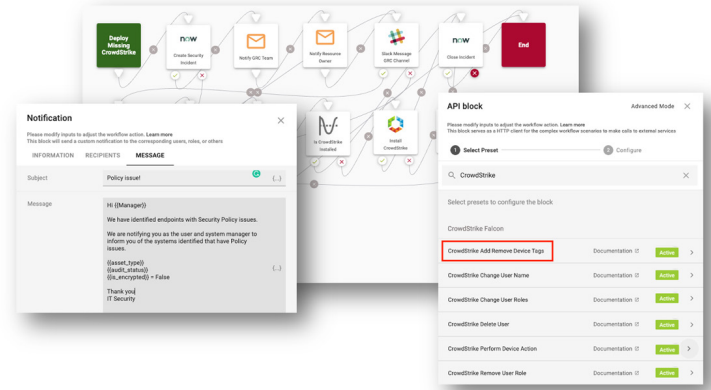 Deploy
Missing
CrowdStrike
now
Create Security
Incident
Notify GRC Team
Notify Resource
Owner
Slack Message
GRC Channel
now
Close Incident
End
Is CrowdStrike
Installed
Install
CrowdStrike
Notification
Please modify inputs to adjust the workflow action. Learn more
This block will send a custom notification to the corresponding users, roles, or others
INFORMATION RECIPIENTS MESSAGE
Subject Policy issue! {...}
Message Hi {{Manager}}
We have identified endpoints with Security Policy issues.
We are notifying you as the user and system manager to
inform you of the systems identified that have Policy
issues.
{{asset_type}}
{{audit_status}} {...}
{{is_encrypted}} = False
Thank you
IT Security
API block Advanced Mode
Please modify inputs to adjust the workflow action. Learn more
This block serves as a HTTP client for the complex workflow scenarios to make calls to external services
1 Select Preset 2 Configure
CrowdStrike
Select presets to configure the block
CrowdStrike Falcon
CrowdStrike Add Remove Device Tags Documentation Active
CrowdStrike Change User Name Documentation Active
CrowdStrike Change User Roles Documentation Active
CrowdStrike Delete User Documentation Active
CrowdStrike Perform Device Action Documentation Active
CrowdStrike Remove User Role Documentation Active